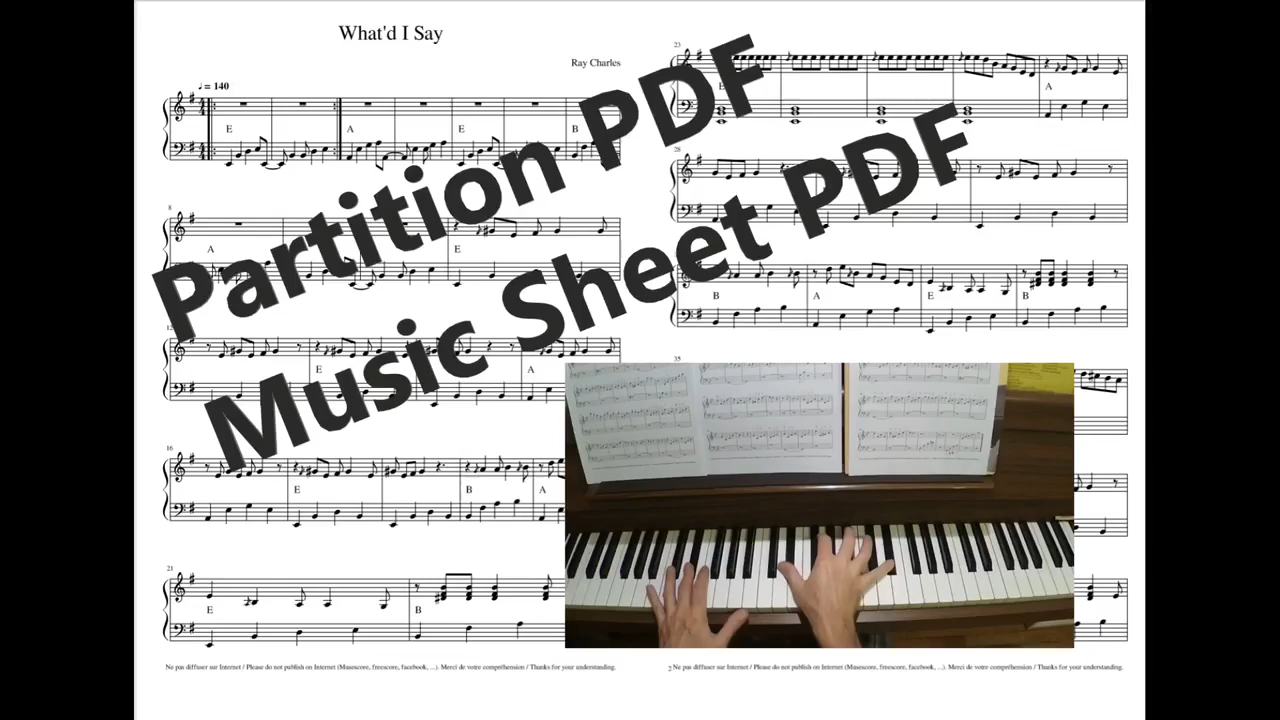 What'd I Say
Ray Charles
♩ = 140
E
A
E
B
8
A
E
E
A
16
E
B
A
21
E
B
Ne pas diffuser sur Internet / Please do not publish on Internet (Musescore, freescore, facebook, ...). Merci de votre compréhension / Thanks for your understanding.
23
A
28
B
A
E
B
35
2 Ne pas diffuser sur Internet / Please do not publish on Internet (Musescore, freescore, facebook, ...). Merci de votre compréhension / Thanks for your understanding.
Partition PDF
Music Sheet PDF